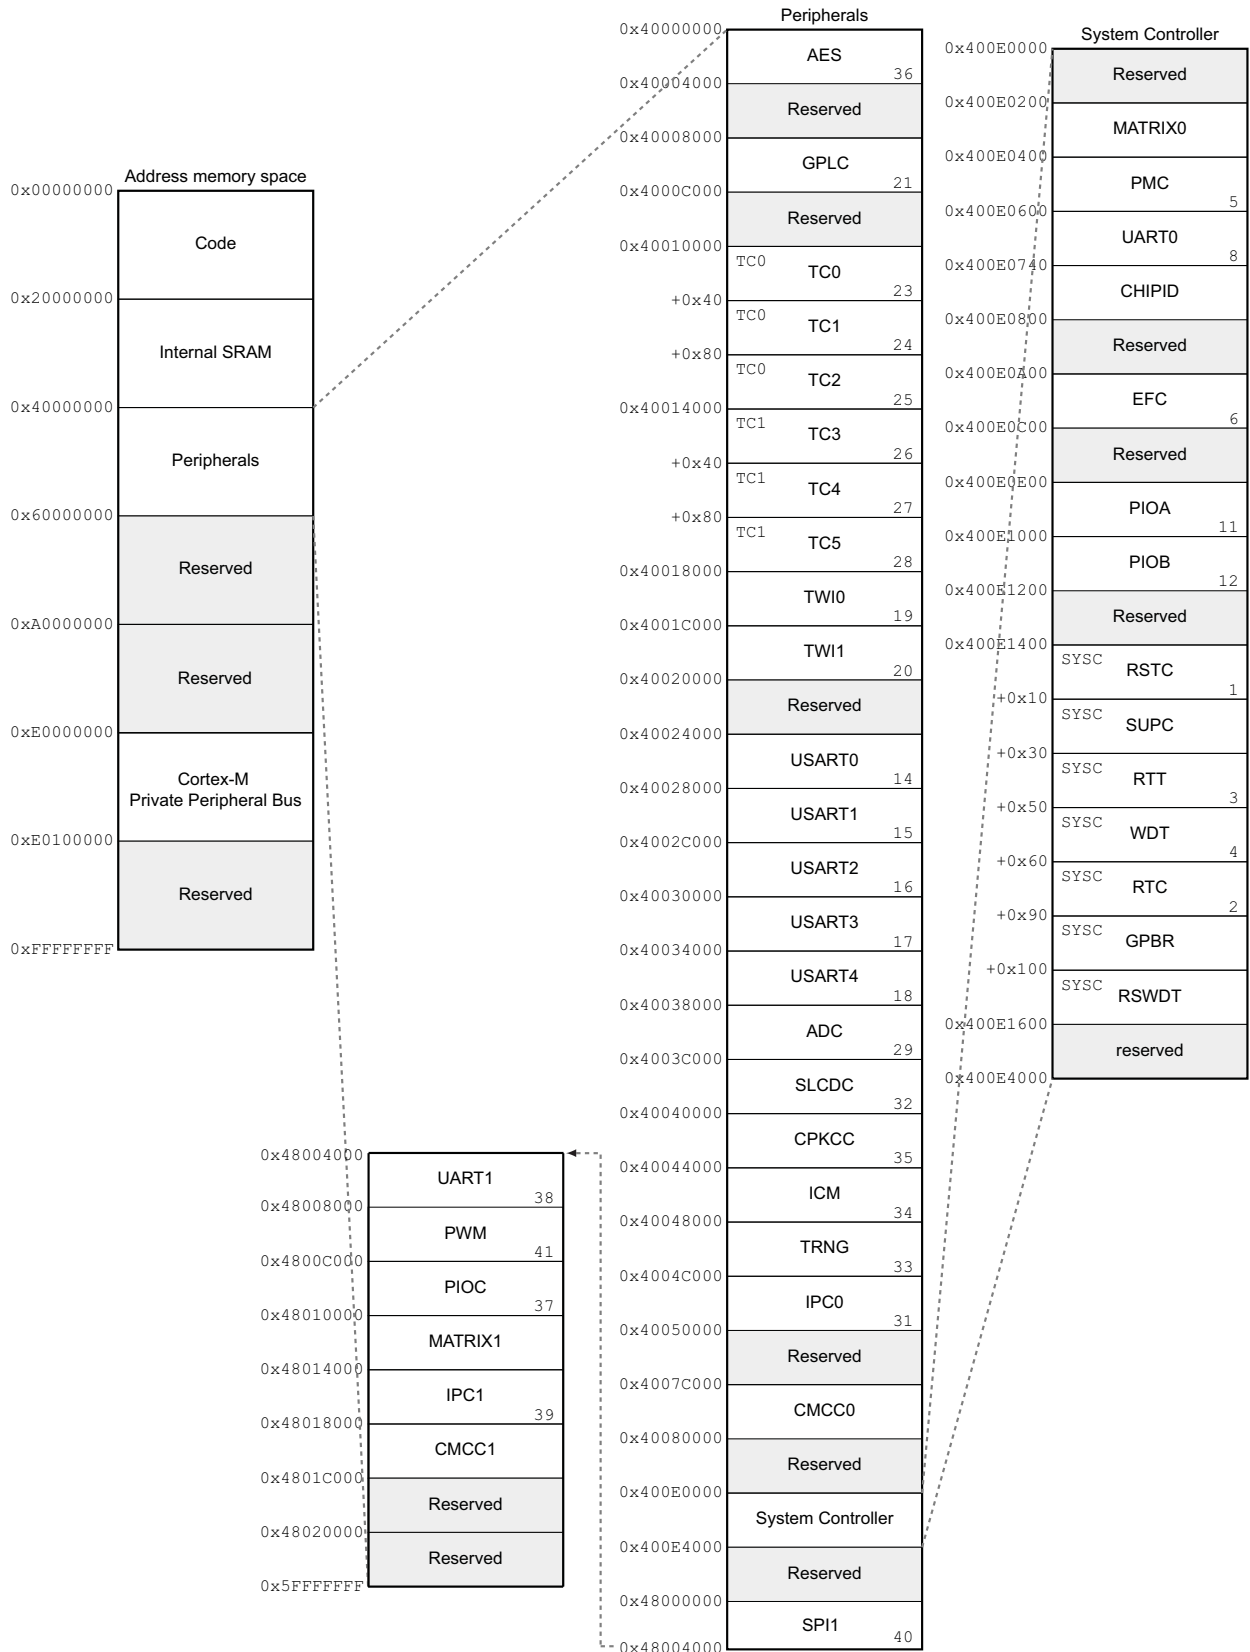 Address memory space
0x00000000
Code
0x20000000
Internal SRAM
0x40000000
Peripherals
0x60000000
Reserved
0xA0000000
Reserved
0xE0000000
Cortex-M
Private Peripheral Bus
0xE0100000
Reserved
0xFFFFFFFF
0x48004000
UART1
38
0x48008000
PWM
41
0x4800C000
PIOC
37
0x48010000
MATRIX1
0x48014000
IPC1
39
0x48018000
CMCC1
0x4801C000
Reserved
0x48020000
Reserved
0x5FFFFFFF
Peripherals
0x40000000
AES
36
0x40004000
Reserved
0x40008000
GPLC
21
0x4000C000
Reserved
0x40010000
TC0
TC0
23
+0x40
TC0
TC1
24
+0x80
TC0
TC2
25
0x40014000
TC1
TC3
26
+0x40
TC1
TC4
27
+0x80
TC1
TC5
28
0x40018000
TWI0
19
0x4001C000
TWI1
20
0x40020000
Reserved
0x40024000
USART0
14
0x40028000
USART1
15
0x4002C000
USART2
16
0x40030000
USART3
17
0x40034000
USART4
18
0x40038000
ADC
29
0x4003C000
SLCDC
32
0x40040000
CPKCC
35
0x40044000
ICM
34
0x40048000
TRNG
33
0x4004C000
IPC0
31
0x40050000
Reserved
0x4007C000
CMCC0
0x40080000
Reserved
0x400E0000
System Controller
0x400E4000
Reserved
0x48000000
SPI1
40
0x48004000
System Controller
0x400E0000
Reserved
0x400E0200
MATRIX0
0x400E0400
PMC
5
0x400E0600
UART0
8
0x400E0740
CHIPID
0x400E0800
Reserved
0x400E0A00
EFC
6
0x400E0C00
Reserved
0x400E0E00
PIOA
11
0x400E1000
PIOB
12
0x400E1200
Reserved
0x400E1400
SYSC
RSTC
1
+0x10
SYSC
SUPC
+0x30
SYSC
RTT
3
+0x50
SYSC
WDT
4
+0x60
SYSC
RTC
2
+0x90
SYSC
GPBR
+0x100
SYSC
RSWDT
0x400E1600
reserved
0x400E4000